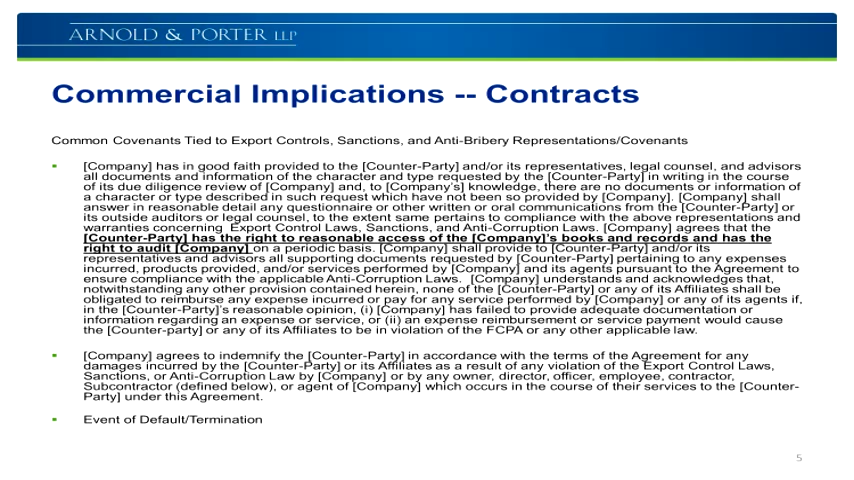 ARNOLD & PORTER LLP
Commercial Implications -- Contracts
Common Covenants Tied to Export Controls, Sanctions, and Anti-Bribery Representations/Covenants
▪ [Company] has in good faith provided to the [Counter-Party] and/or its representatives, legal counsel, and advisors
all documents and information of the character and type requested by the [Counter-Party] in writing in the course
of its due diligence review of [Company] and, to [Company's] knowledge, there are no documents or information of
a character or type described in such request which have not been so provided by [Company]. [Company] shall
answer in reasonable detail any questionnaire or other written or oral communications from the [Counter-Party] or
its outside auditors or legal counsel, to the extent same pertains to compliance with the above representations and
warranties concerning Export Control Laws, Sanctions, and Anti-Corruption Laws. [Company] agrees that the
[Counter-Party] has the right to reasonable access of the [Company]'s books and records and has the
right to audit [Company] on a periodic basis. [Company] shall provide to [Counter-Party] and/or its
representatives and advisors all supporting documents requested by [Counter-Party] pertaining to any expenses
incurred, products provided, and/or services performed by [Company] and its agents pursuant to the Agreement to
ensure compliance with the applicable Anti-Corruption Laws. [Company] understands and acknowledges that,
notwithstanding any other provision contained herein, none of the [Counter-Party] or any of its Affiliates shall be
obligated to reimburse any expense incurred or pay for any service performed by [Company] or any of its agents if,
in the [Counter-Party]'s reasonable opinion, (i) [Company] has failed to provide adequate documentation or
information regarding an expense or service, or (ii) an expense reimbursement or service payment would cause
the [Counter-party] or any of its Affiliates to be in violation of the FCPA or any other applicable law.
▪ [Company] agrees to indemnify the [Counter-Party] in accordance with the terms of the Agreement for any
damages incurred by the [Counter-Party] or its Affiliates as a result of any violation of the Export Control Laws,
Sanctions, or Anti-Corruption Law by [Company] or by any owner, director, officer, employee, contractor,
Subcontractor (defined below), or agent of [Company] which occurs in the course of their services to the [Counter-
Party] under this Agreement.
▪ Event of Default/Termination
5